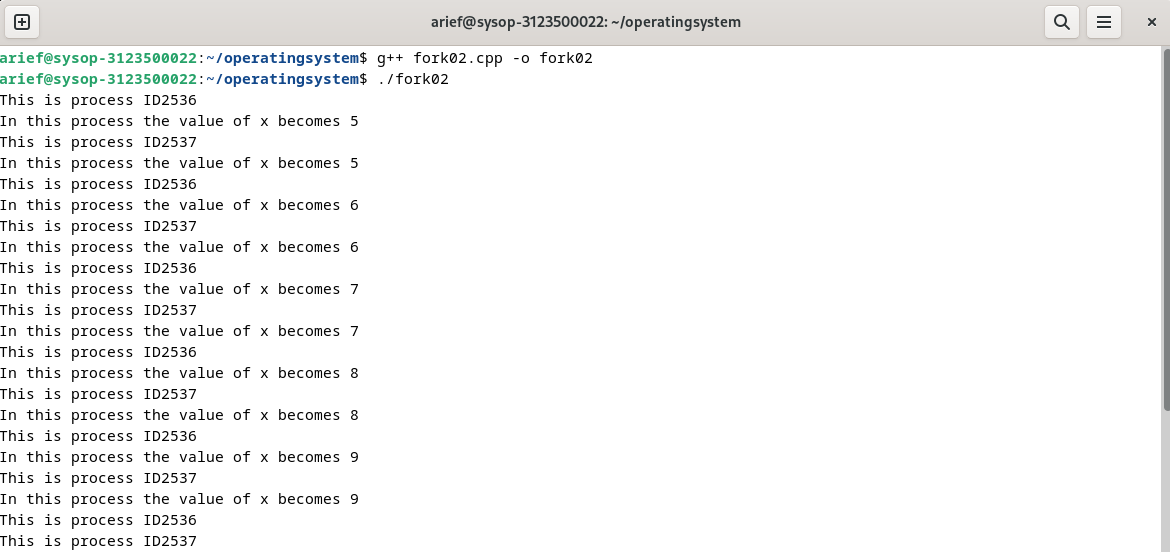 arief@sysop-3123500022: ~/operatingsystem
arief@sysop-3123500022:~/operatingsystem$ g++ fork02.cpp -o fork02
arief@sysop-3123500022:~/operatingsystem$ ./fork02
This is process ID2536
In this process the value of x becomes 5
This is process ID2537
In this process the value of x becomes 5
This is process ID2536
In this process the value of x becomes 6
This is process ID2537
In this process the value of x becomes 6
This is process ID2536
In this process the value of x becomes 7
This is process ID2537
In this process the value of x becomes 7
This is process ID2536
In this process the value of x becomes 8
This is process ID2537
In this process the value of x becomes 8
This is process ID2536
In this process the value of x becomes 9
This is process ID2537
In this process the value of x becomes 9
This is process ID2536
This is process ID2537